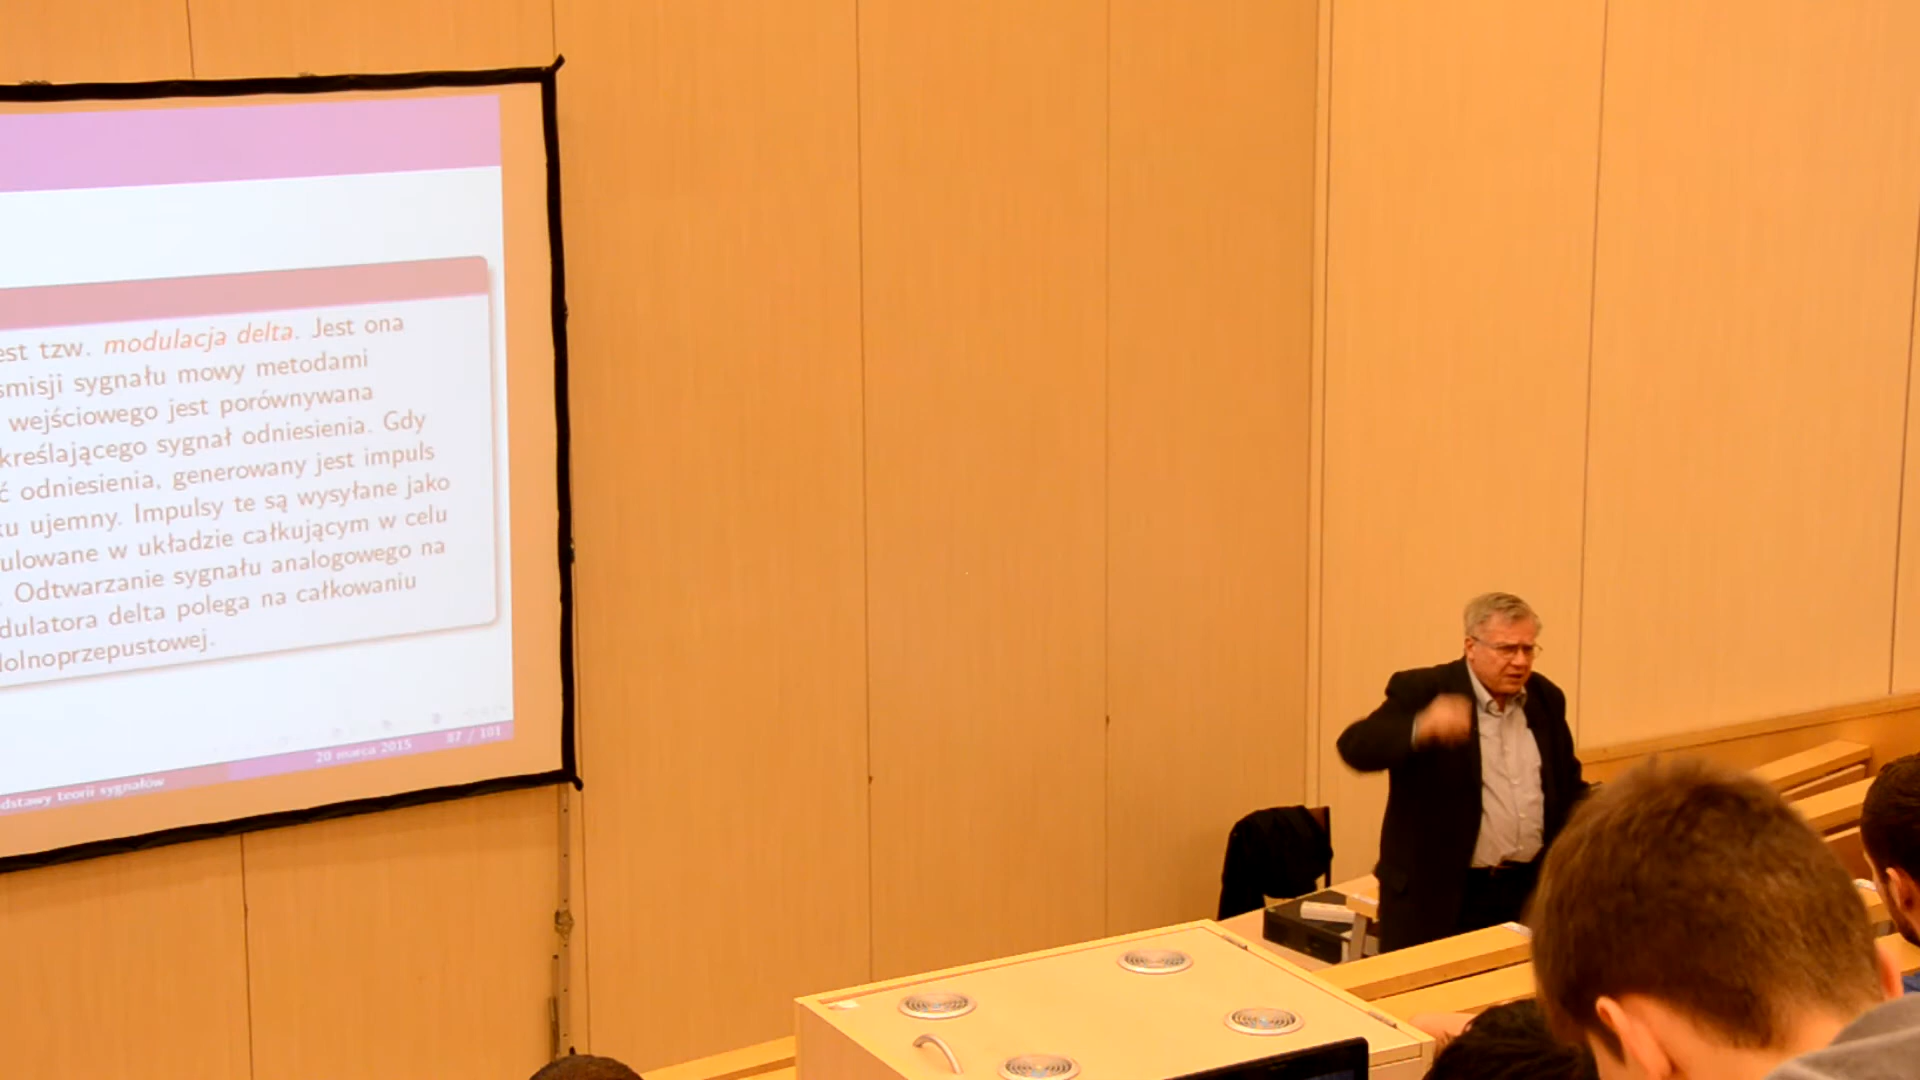 est tzw. modulacja delta. Jest ona
smisji sygnału mowy metodami
wejściowego jest porównywana
kreślającego sygnał odniesienia. Gdy
ć odniesienia, generowany jest impuls
ku ujemny. Impulsy te są wysyłane jako
ulowane w układzie całkującym w celu
. Odtwarzanie sygnału analogowego na
dulatora delta polega na całkowaniu
dolnoprzepustowej.
dstawy teorii sygnałów 20 marca 2015 37 / 101